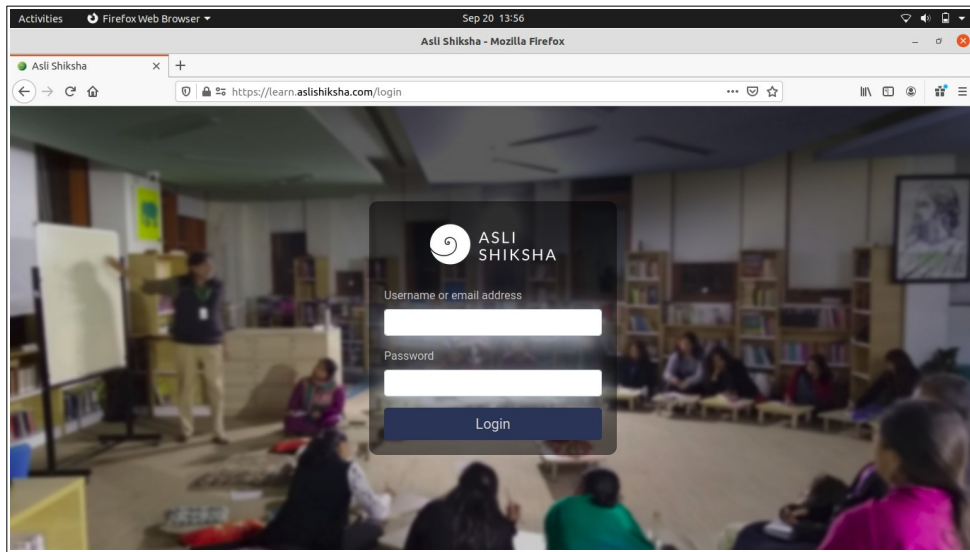 Activities
Firefox Web Browser
Sep 20 13:56
Asli Shiksha - Mozilla Firefox
Asli Shiksha
https://learn.aslishiksha.com/login
ASLI
SHIKSHA
Username or email address
Password
Login